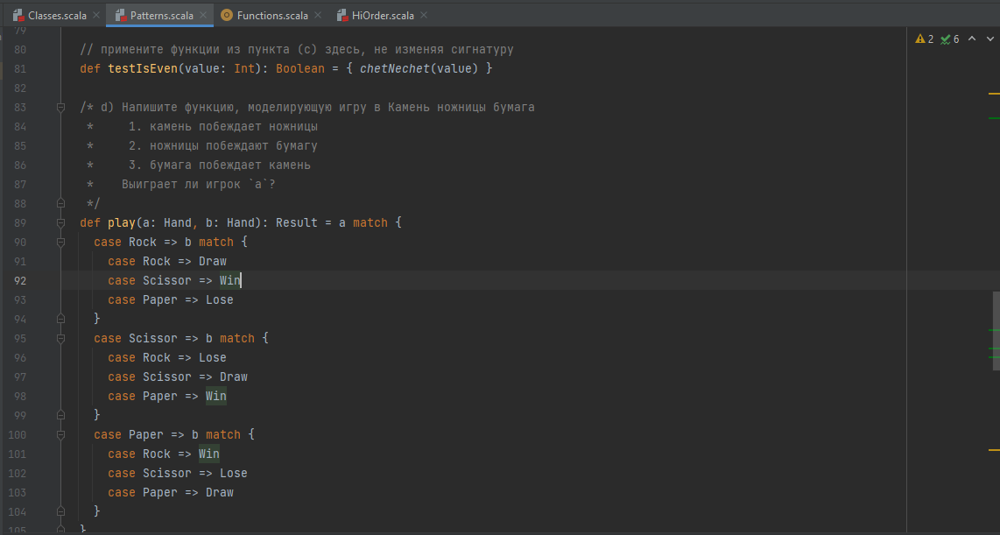 Classes.scala Patterns.scala Functions.scala HiOrder.scala
79
2 6
80 // примените функции из пункта (c) здесь, не изменяя сигнатуру
81 def testIsEven(value: Int): Boolean = { chetNechet(value) }
82
83 /* d) Напишите функцию, моделирующую игру в Камень ножницы бумага
84 * 1. камень побеждает ножницы
85 * 2. ножницы побеждают бумагу
86 * 3. бумага побеждает камень
87 * Выиграет ли игрок `a`?
88 */
89 def play(a: Hand, b: Hand): Result = a match {
90 case Rock => b match {
91 case Rock => Draw
92 case Scissor => Win
93 case Paper => Lose
94 }
95 case Scissor => b match {
96 case Rock => Lose
97 case Scissor => Draw
98 case Paper => Win
99 }
100 case Paper => b match {
101 case Rock => Win
102 case Scissor => Lose
103 case Paper => Draw
104 }
105 }